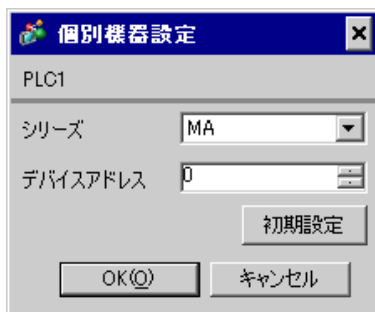 個別機器設定
PLC1
シリーズ MA
デバイスアドレス 0
初期設定
OK(O) キャンセル